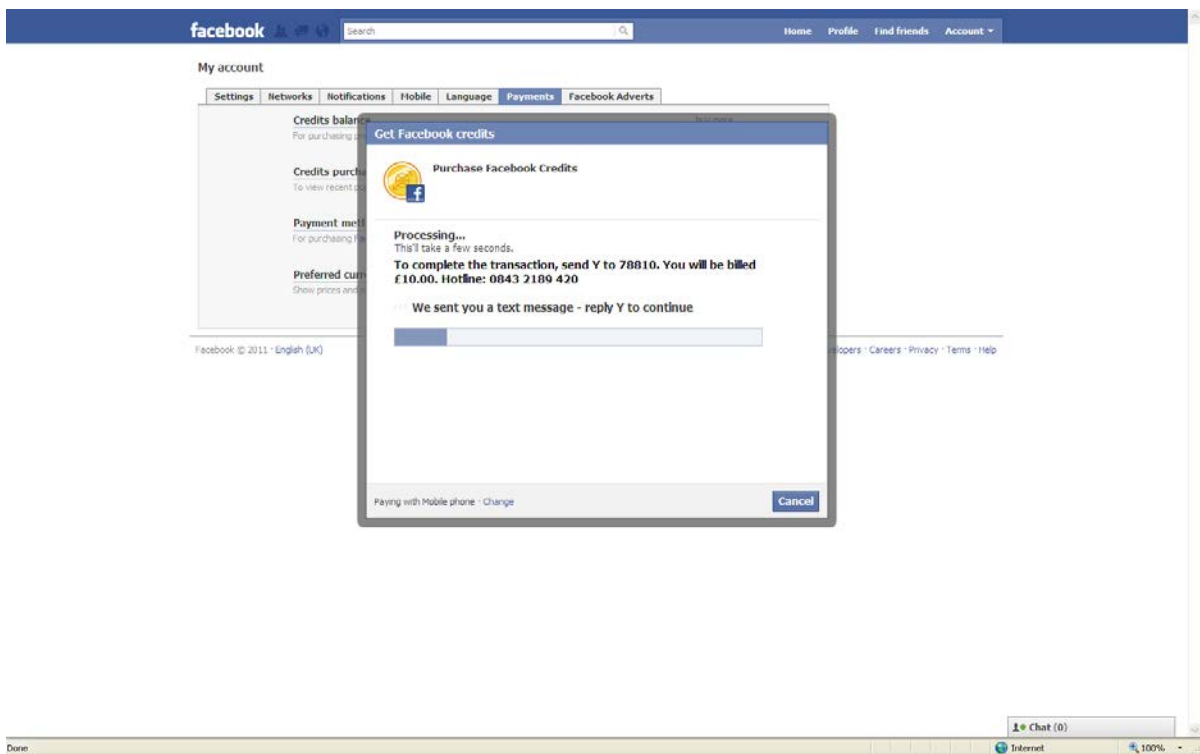 facebook Search Home Profile Find friends Account
My account
Settings Networks Notifications Mobile Language Payments Facebook Adverts
Credits balance
For purchasing
Get Facebook credits
Purchase Facebook Credits
Credits
To view recent
Payment
For purchasing
Processing...
This'll take a few seconds.
To complete the transaction, send Y to 78810. You will be billed
£10.00. Hotline: 0843 2189 420
Preferred
Show prices and
We sent you a text message - reply Y to continue
Facebook © 2011 · English (UK)
· Careers · Privacy · Terms · Help
Paying with Mobile phone · Change
Cancel
Chat (0)
Done Internet 100%